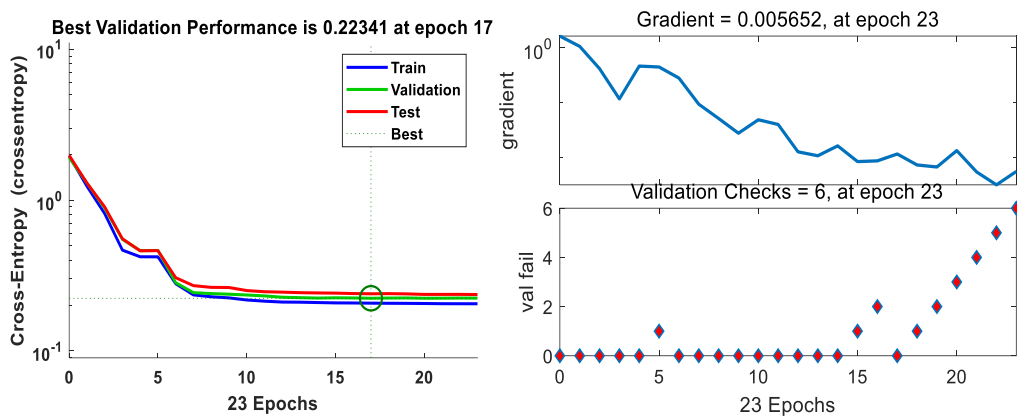 Best Validation Performance is 0.22341 at epoch 17
Cross-Entropy (crossentropy)
10^1
10^0
10^-1
Train
Validation
Test
Best
0
5
10
15
20
23 Epochs
Gradient = 0.005652, at epoch 23
gradient
10^0
Validation Checks = 6, at epoch 23
val fail
6
4
2
0
0
5
10
15
20
23 Epochs